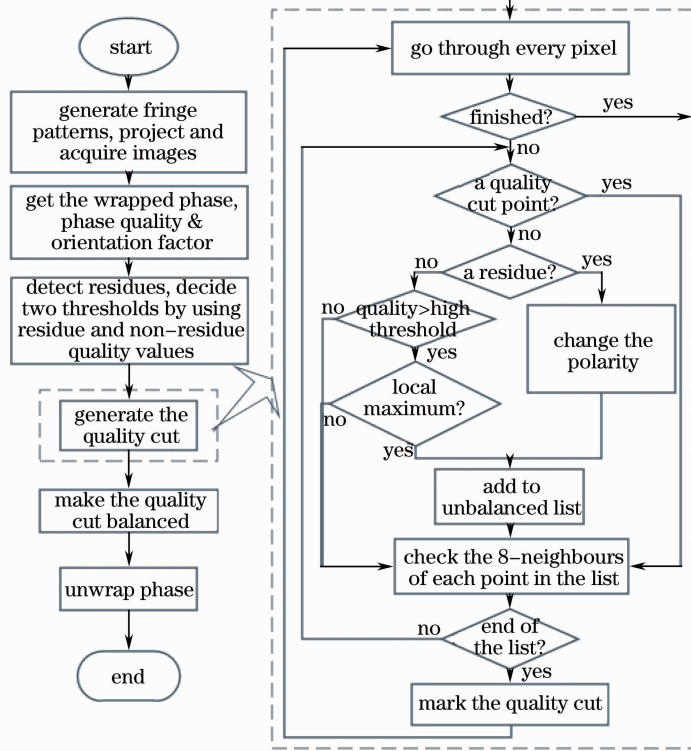 start
generate fringe
patterns, project and
acquire images
get the wrapped phase,
phase quality &
orientation factor
detect residues, decide
two thresholds by using
residue and non−residue
quality values
generate the
quality cut
make the quality
cut balanced
unwrap phase
end
go through every pixel
finished?
yes
no
a quality
cut point?
yes
no
a residue?
no
yes
quality>high
threshold
no
yes
change the
polarity
local
maximum?
no
yes
add to
unbalanced list
check the 8−neighbours
of each point in the list
end of
the list?
no
yes
mark the quality cut